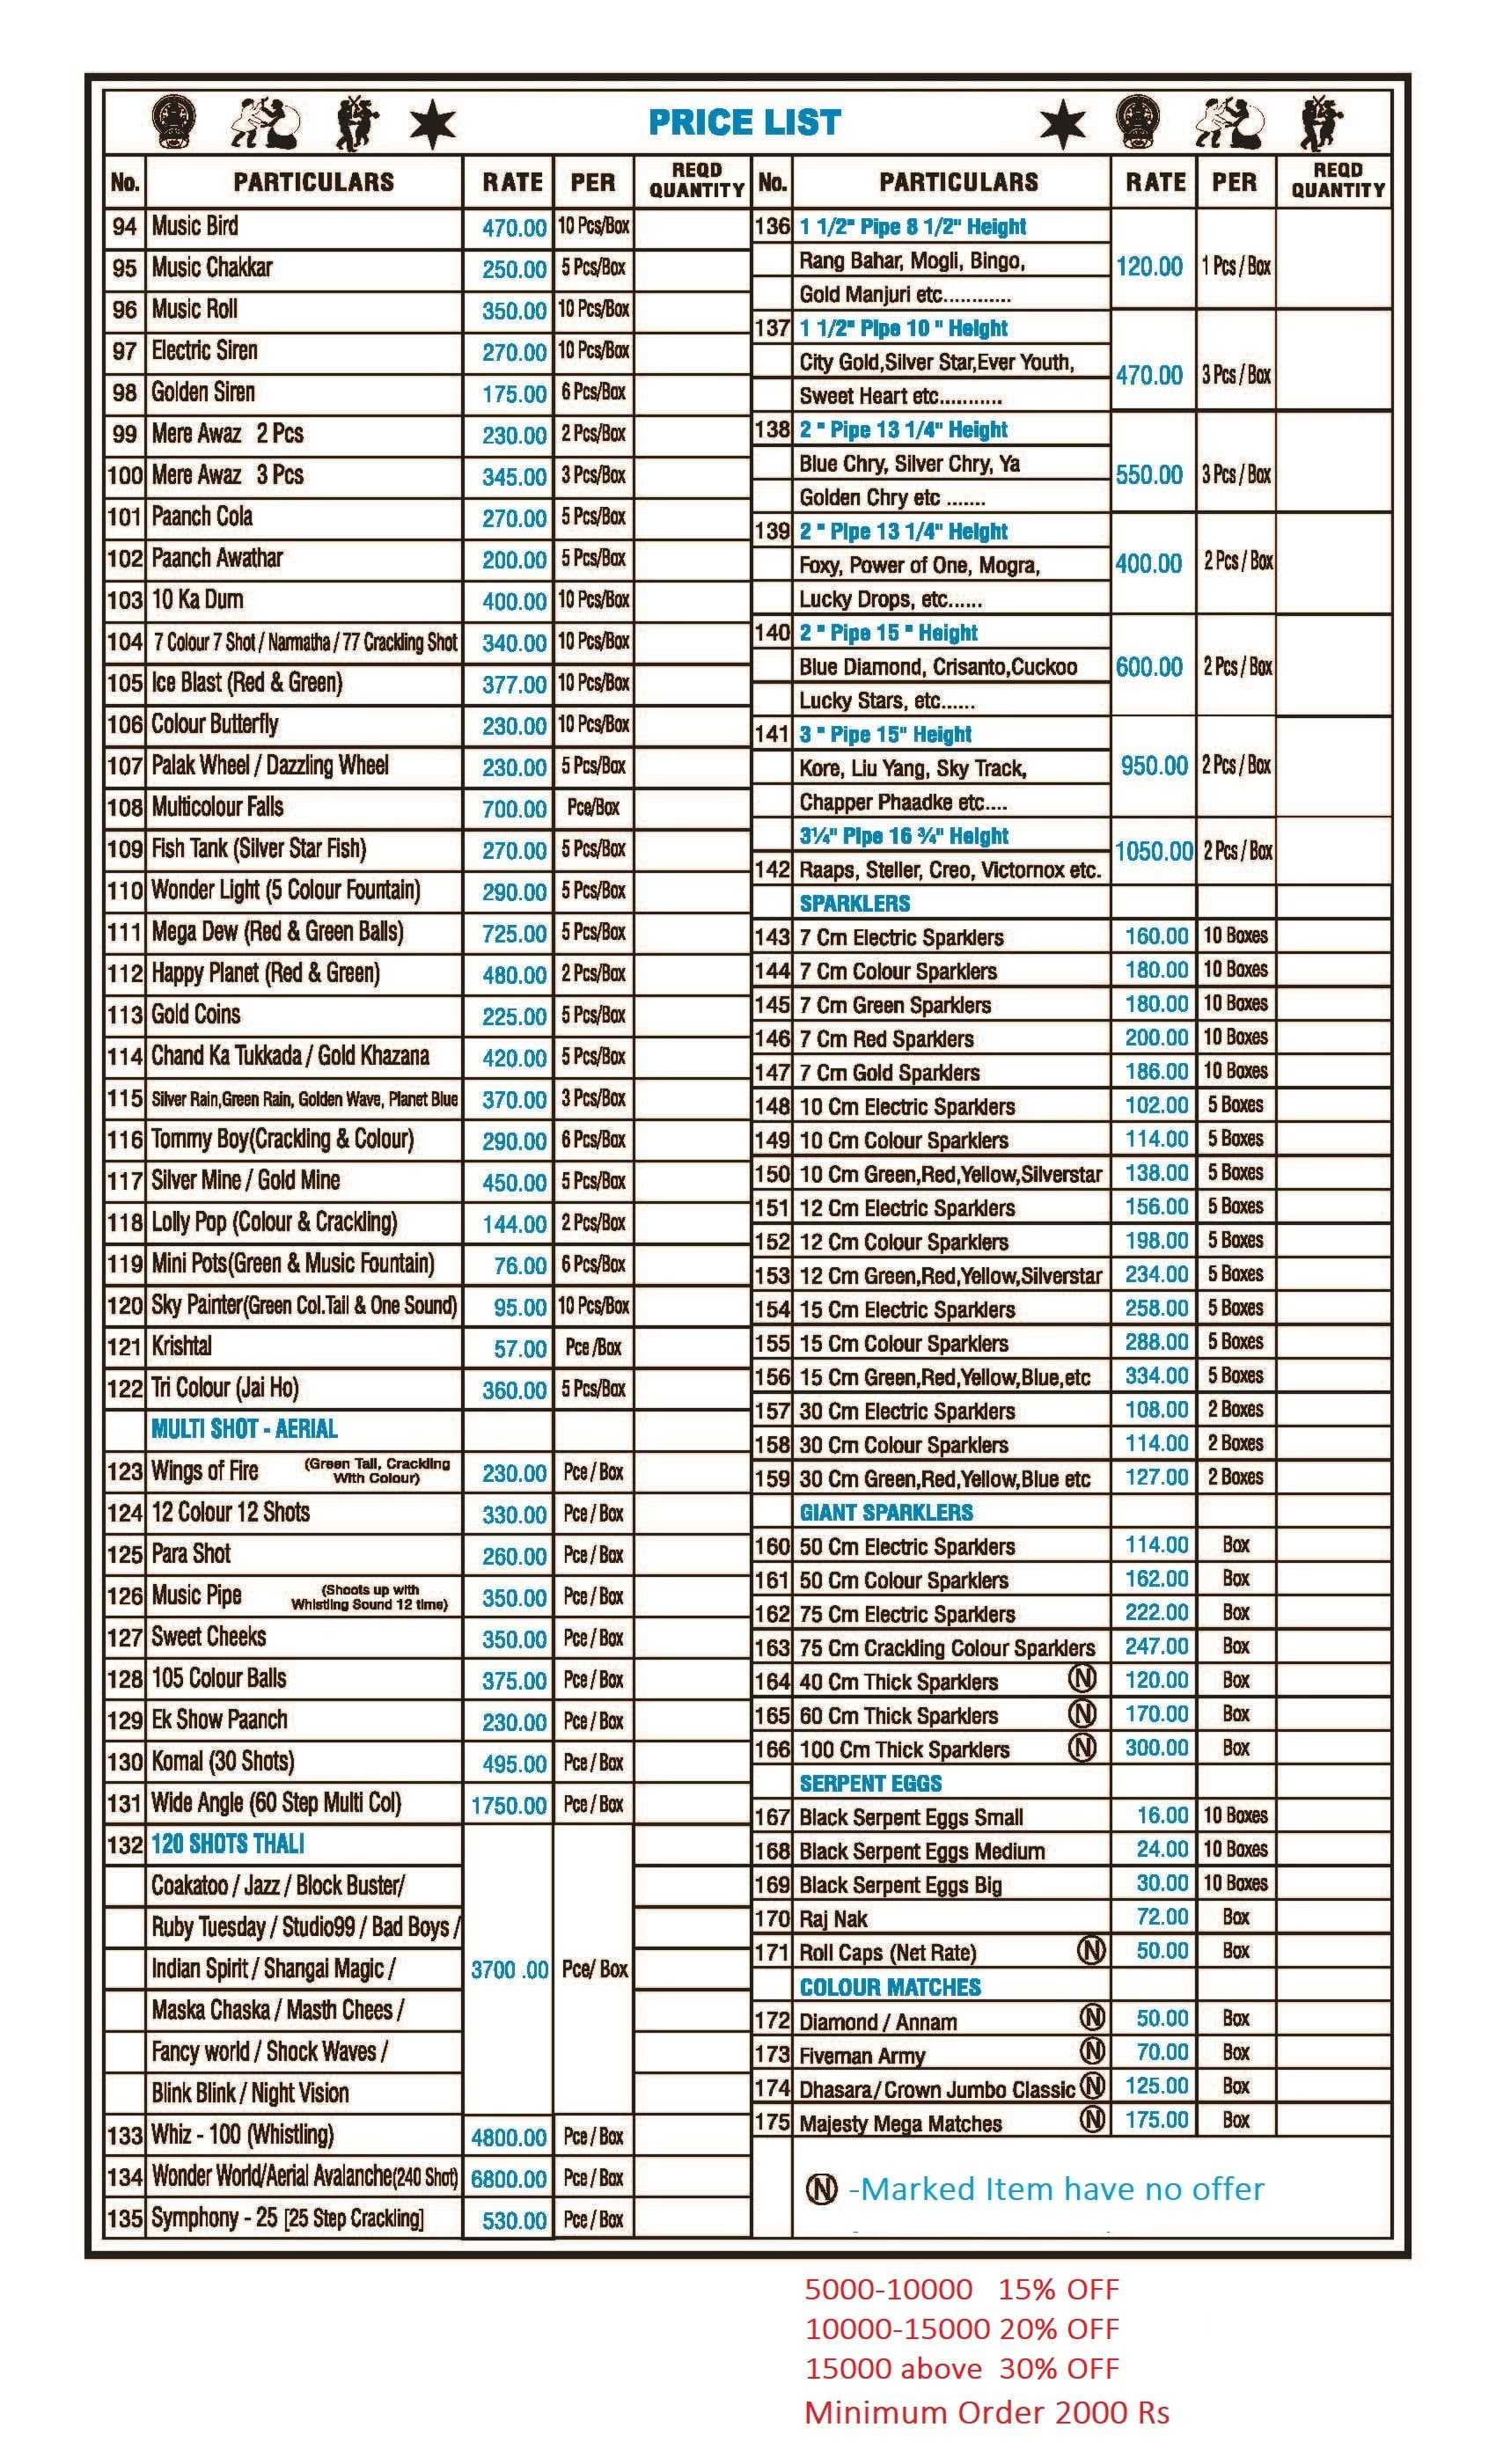 PRICE LIST
No. PARTICULARS RATE PER REQD QUANTITY
94 Music Bird 470.00 10 Pcs/Box
95 Music Chakkar 250.00 5 Pcs/Box
96 Music Roll 350.00 10 Pcs/Box
97 Electric Siren 270.00 10 Pcs/Box
98 Golden Siren 175.00 6 Pcs/Box
99 Mere Awaz 2 Pcs 230.00 2 Pcs/Box
100 Mere Awaz 3 Pcs 345.00 3 Pcs/Box
101 Paanch Cola 270.00 5 Pcs/Box
102 Paanch Awathar 200.00 5 Pcs/Box
103 10 Ka Dum 400.00 10 Pcs/Box
104 7 Colour 7 Shot / Narmatha / 77 Crackling Shot 340.00 10 Pcs/Box
105 Ice Blast (Red & Green) 377.00 10 Pcs/Box
106 Colour Butterfly 230.00 10 Pcs/Box
107 Palak Wheel / Dazzling Wheel 230.00 5 Pcs/Box
108 Multicolour Falls 700.00 Pce/Box
109 Fish Tank (Silver Star Fish) 270.00 5 Pcs/Box
110 Wonder Light (5 Colour Fountain) 290.00 5 Pcs/Box
111 Mega Dew (Red & Green Balls) 725.00 5 Pcs/Box
112 Happy Planet (Red & Green) 480.00 2 Pcs/Box
113 Gold Coins 225.00 5 Pcs/Box
114 Chand Ka Tukkada / Gold Khazana 420.00 5 Pcs/Box
115 Silver Rain,Green Rain, Golden Wave, Planet Blue 370.00 3 Pcs/Box
116 Tommy Boy(Crackling & Colour) 290.00 6 Pcs/Box
117 Silver Mine / Gold Mine 450.00 5 Pcs/Box
118 Lolly Pop (Colour & Crackling) 144.00 2 Pcs/Box
119 Mini Pots(Green & Music Fountain) 76.00 6 Pcs/Box
120 Sky Painter(Green Col.Tail & One Sound) 95.00 10 Pcs/Box
121 Krishtal 57.00 Pce /Box
122 Tri Colour (Jai Ho) 360.00 5 Pcs/Box
MULTI SHOT - AERIAL
123 Wings of Fire (Green Tail, Crackling With Colour) 230.00 Pce / Box
124 12 Colour 12 Shots 330.00 Pce / Box
125 Para Shot 260.00 Pce / Box
126 Music Pipe (Shoots up with Whistling Sound 12 time) 350.00 Pce / Box
127 Sweet Cheeks 350.00 Pce / Box
128 105 Colour Balls 375.00 Pce / Box
129 Ek Show Paanch 230.00 Pce / Box
130 Komal (30 Shots) 495.00 Pce / Box
131 Wide Angle (60 Step Multi Col) 1750.00 Pce / Box
132 120 SHOTS THALI
Coakatoo / Jazz / Block Buster/
Ruby Tuesday / Studio99 / Bad Boys /
Indian Spirit / Shangai Magic / 3700 .00 Pce/ Box
Maska Chaska / Masth Chees /
Fancy world / Shock Waves /
Blink Blink / Night Vision
133 Whiz - 100 (Whistling) 4800.00 Pce / Box
134 Wonder World/Aerial Avalanche(240 Shot) 6800.00 Pce / Box
135 Symphony - 25 [25 Step Crackling] 530.00 Pce / Box
No. PARTICULARS RATE PER REQD QUANTITY
136 1 1/2" Pipe 8 1/2" Height
Rang Bahar, Mogli, Bingo, 120.00 1 Pcs / Box
Gold Manjuri etc............
137 1 1/2" Pipe 10 " Height
City Gold,Silver Star,Ever Youth, 470.00 3 Pcs / Box
Sweet Heart etc...........
138 2 " Pipe 13 1/4" Height
Blue Chry, Silver Chry, Ya 550.00 3 Pcs / Box
Golden Chry etc .......
139 2 " Pipe 13 1/4" Height
Foxy, Power of One, Mogra, 400.00 2 Pcs / Box
Lucky Drops, etc......
140 2 " Pipe 15 " Height
Blue Diamond, Crisanto,Cuckoo 600.00 2 Pcs / Box
Lucky Stars, etc......
141 3 " Pipe 15" Height
Kore, Liu Yang, Sky Track, 950.00 2 Pcs / Box
Chapper Phaadke etc....
3¼" Pipe 16 ¾" Height 1050.00 2 Pcs / Box
142 Raaps, Steller, Creo, Victornox etc.
SPARKLERS
143 7 Cm Electric Sparklers 160.00 10 Boxes
144 7 Cm Colour Sparklers 180.00 10 Boxes
145 7 Cm Green Sparklers 180.00 10 Boxes
146 7 Cm Red Sparklers 200.00 10 Boxes
147 7 Cm Gold Sparklers 186.00 10 Boxes
148 10 Cm Electric Sparklers 102.00 5 Boxes
149 10 Cm Colour Sparklers 114.00 5 Boxes
150 10 Cm Green,Red,Yellow,Silverstar 138.00 5 Boxes
151 12 Cm Electric Sparklers 156.00 5 Boxes
152 12 Cm Colour Sparklers 198.00 5 Boxes
153 12 Cm Green,Red,Yellow,Silverstar 234.00 5 Boxes
154 15 Cm Electric Sparklers 258.00 5 Boxes
155 15 Cm Colour Sparklers 288.00 5 Boxes
156 15 Cm Green,Red,Yellow,Blue,etc 334.00 5 Boxes
157 30 Cm Electric Sparklers 108.00 2 Boxes
158 30 Cm Colour Sparklers 114.00 2 Boxes
159 30 Cm Green,Red,Yellow,Blue etc 127.00 2 Boxes
GIANT SPARKLERS
160 50 Cm Electric Sparklers 114.00 Box
161 50 Cm Colour Sparklers 162.00 Box
162 75 Cm Electric Sparklers 222.00 Box
163 75 Cm Crackling Colour Sparklers 247.00 Box
164 40 Cm Thick Sparklers Ⓝ 120.00 Box
165 60 Cm Thick Sparklers Ⓝ 170.00 Box
166 100 Cm Thick Sparklers Ⓝ 300.00 Box
SERPENT EGGS
167 Black Serpent Eggs Small 16.00 10 Boxes
168 Black Serpent Eggs Medium 24.00 10 Boxes
169 Black Serpent Eggs Big 30.00 10 Boxes
170 Raj Nak 72.00 Box
171 Roll Caps (Net Rate) Ⓝ 50.00 Box
COLOUR MATCHES
172 Diamond / Annam Ⓝ 50.00 Box
173 Fiveman Army Ⓝ 70.00 Box
174 Dhasara/Crown Jumbo Classic Ⓝ 125.00 Box
175 Majesty Mega Matches Ⓝ 175.00 Box
Ⓝ -Marked Item have no offer
5000-10000 15% OFF
10000-15000 20% OFF
15000 above 30% OFF
Minimum Order 2000 Rs